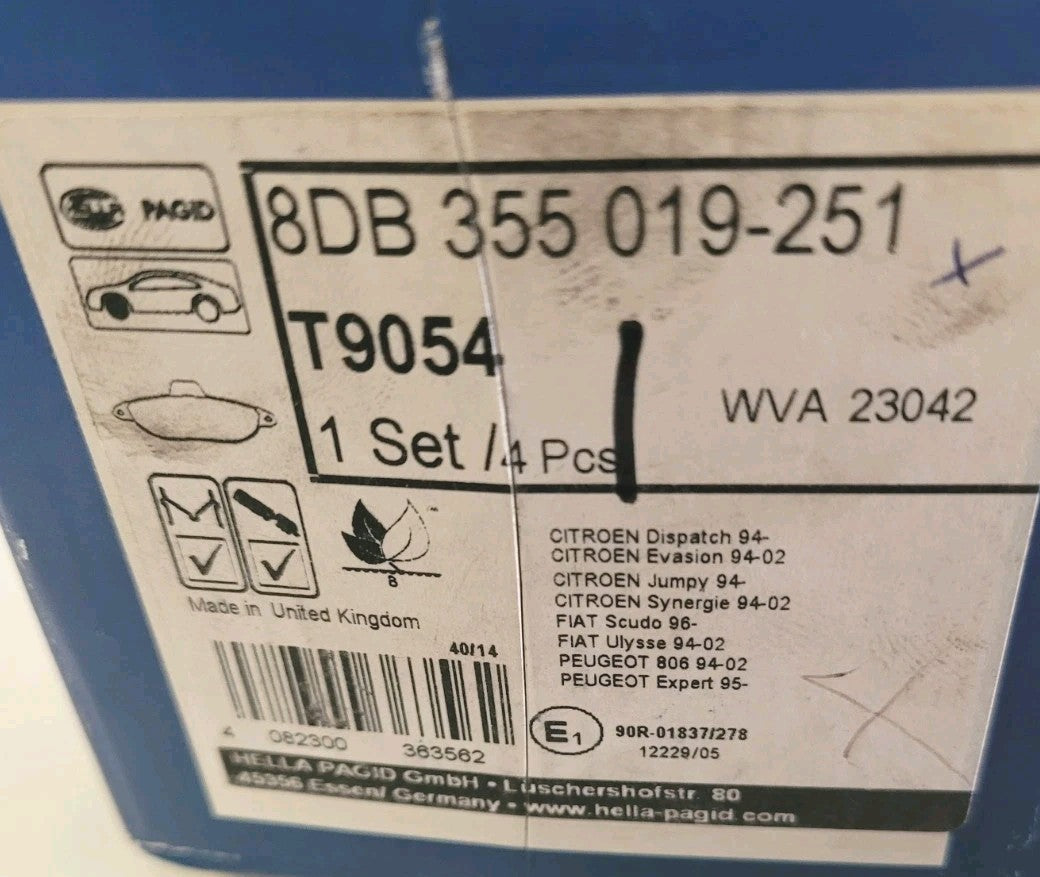 HELLA PAGID
8DB 355 019-251
T9054
WVA 23042
1 Set /4 Pcs
B
Made in United Kingdom
40/14
4 082300 363562
CITROEN Dispatch 94-
CITROEN Evasion 94-02
CITROEN Jumpy 94-
CITROEN Synergie 94-02
FIAT Scudo 96-
FIAT Ulysse 94-02
PEUGEOT 806 94-02
PEUGEOT Expert 95-
E1
90R-01837/278
12229/05
HELLA PAGID GmbH • Lüschershofstr. 80
45356 Essen/ Germany • www.hella-pagid.com